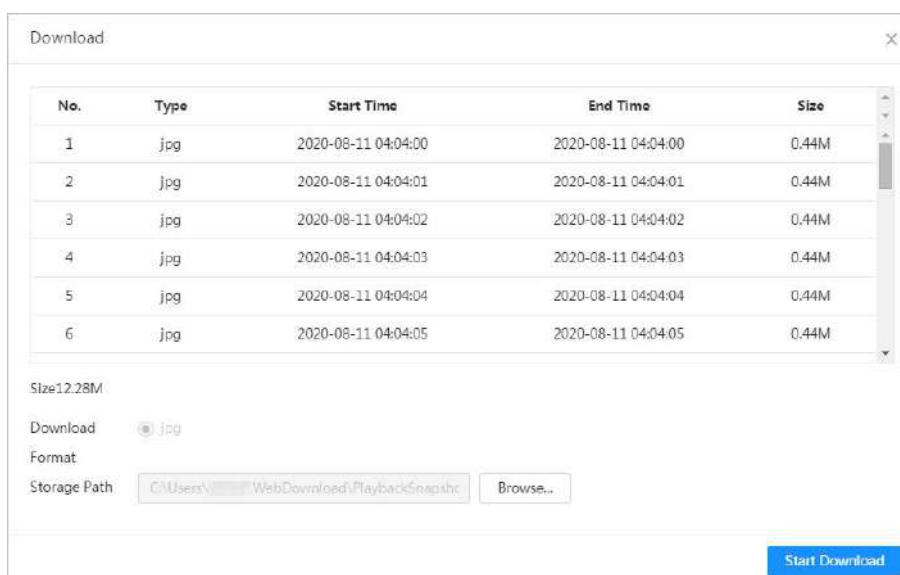 Download
No. Type Start Time End Time Size
1 jpg 2020-08-11 04:04:00 2020-08-11 04:04:00 0.44M
2 jpg 2020-08-11 04:04:01 2020-08-11 04:04:01 0.44M
3 jpg 2020-08-11 04:04:02 2020-08-11 04:04:02 0.44M
4 jpg 2020-08-11 04:04:03 2020-08-11 04:04:03 0.44M
5 jpg 2020-08-11 04:04:04 2020-08-11 04:04:04 0.44M
6 jpg 2020-08-11 04:04:05 2020-08-11 04:04:05 0.44M
Size12.28M
Download jpg
Format
Storage Path C:\Users\ WebDownload\PlaybackSnapsho Browse...
Start Download